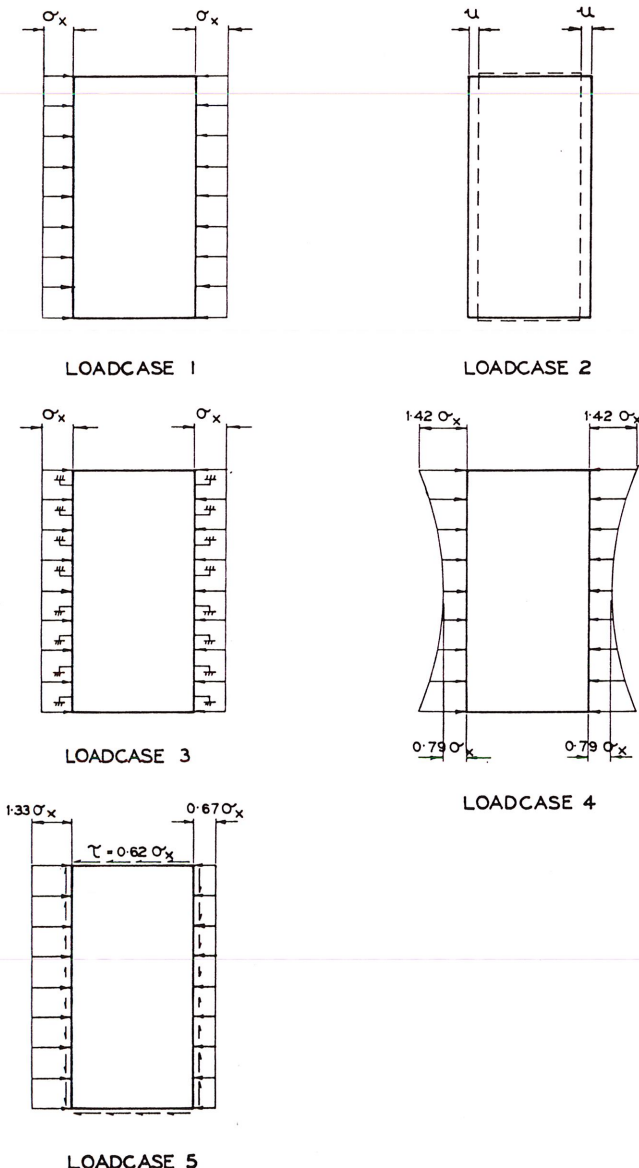 σx σx
u u
LOADCASE 1
LOADCASE 2
σx σx
1·42 σx 1·42 σx
0·79 σx 0·79 σx
LOADCASE 3
LOADCASE 4
1·33 σx 0·67 σx
τ = 0·62 σx
LOADCASE 5